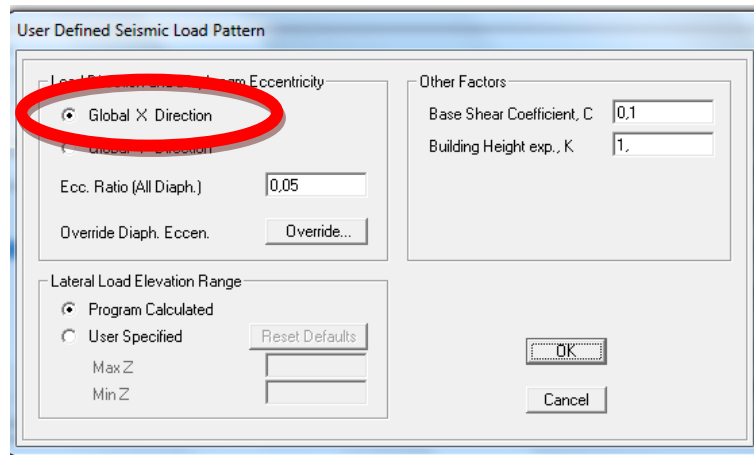 User Defined Seismic Load Pattern
Eccentricity
Global X Direction
Direction
Ecc. Ratio (All Diaph.)
0,05
Override Diaph. Eccen.
Override...
Other Factors
Base Shear Coefficient, C
0,1
Building Height exp., K
1,
Lateral Load Elevation Range
Program Calculated
User Specified
Reset Defaults
Max Z
Min Z
OK
Cancel